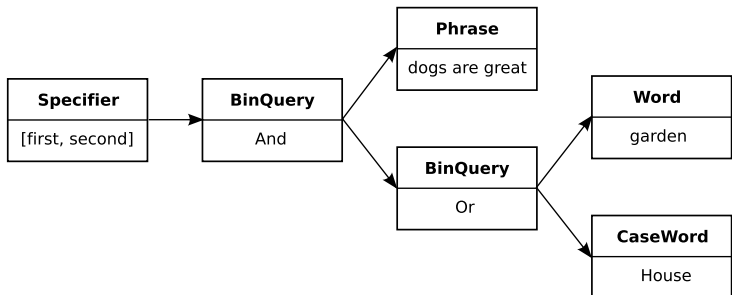 Specifier
[first, second]
BinQuery
And
Phrase
dogs are great
BinQuery
Or
Word
garden
CaseWord
House